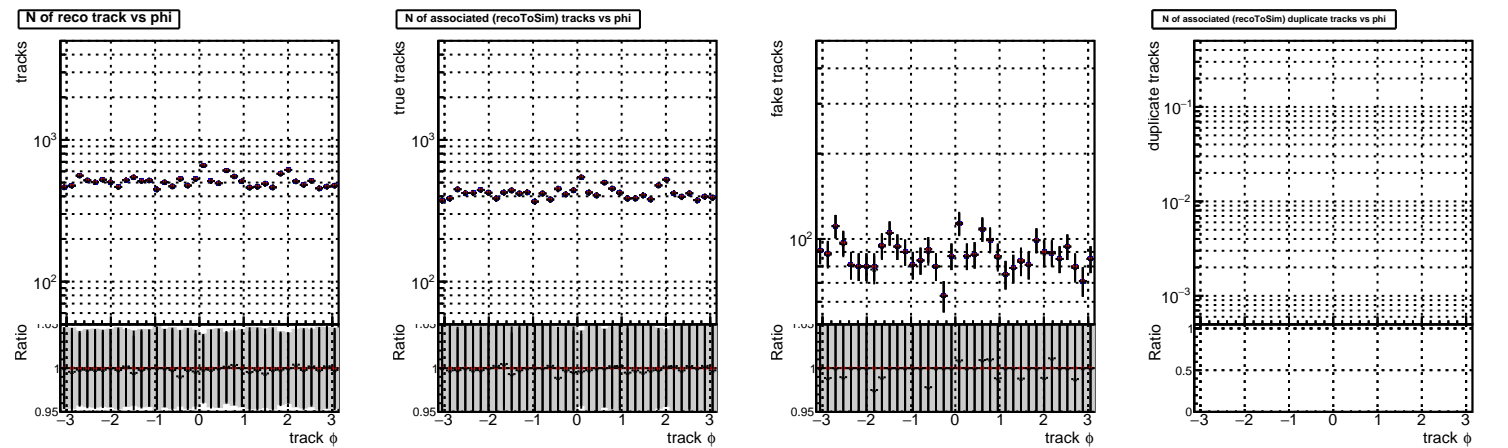 N of reco track vs phi
tracks
10³
10²
Ratio
1
0.95
−3 −2 −1 0 1 2 3
track ϕ
N of associated (recoToSim) tracks vs phi
true tracks
10³
10²
Ratio
1
0.95
−3 −2 −1 0 1 2 3
track ϕ
fake tracks
10²
Ratio
1
0.95
−3 −2 −1 0 1 2 3
track ϕ
N of associated (recoToSim) duplicate tracks vs phi
duplicate tracks
10⁻¹
10⁻²
10⁻³
Ratio
1
0.5
0
−3 −2 −1 0 1 2 3
track ϕ